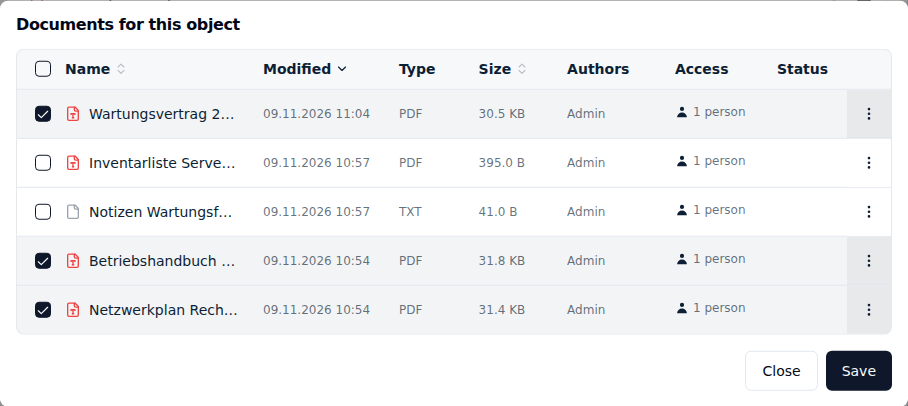 Documents for this object
Name Modified Type Size Authors Access Status
Wartungsvertrag 2... 09.11.2026 11:04 PDF 30.5 KB Admin 1 person
Inventarliste Serve... 09.11.2026 10:57 PDF 395.0 B Admin 1 person
Notizen Wartungsf... 09.11.2026 10:57 TXT 41.0 B Admin 1 person
Betriebshandbuch ... 09.11.2026 10:54 PDF 31.8 KB Admin 1 person
Netzwerkplan Rech... 09.11.2026 10:54 PDF 31.4 KB Admin 1 person
Close Save